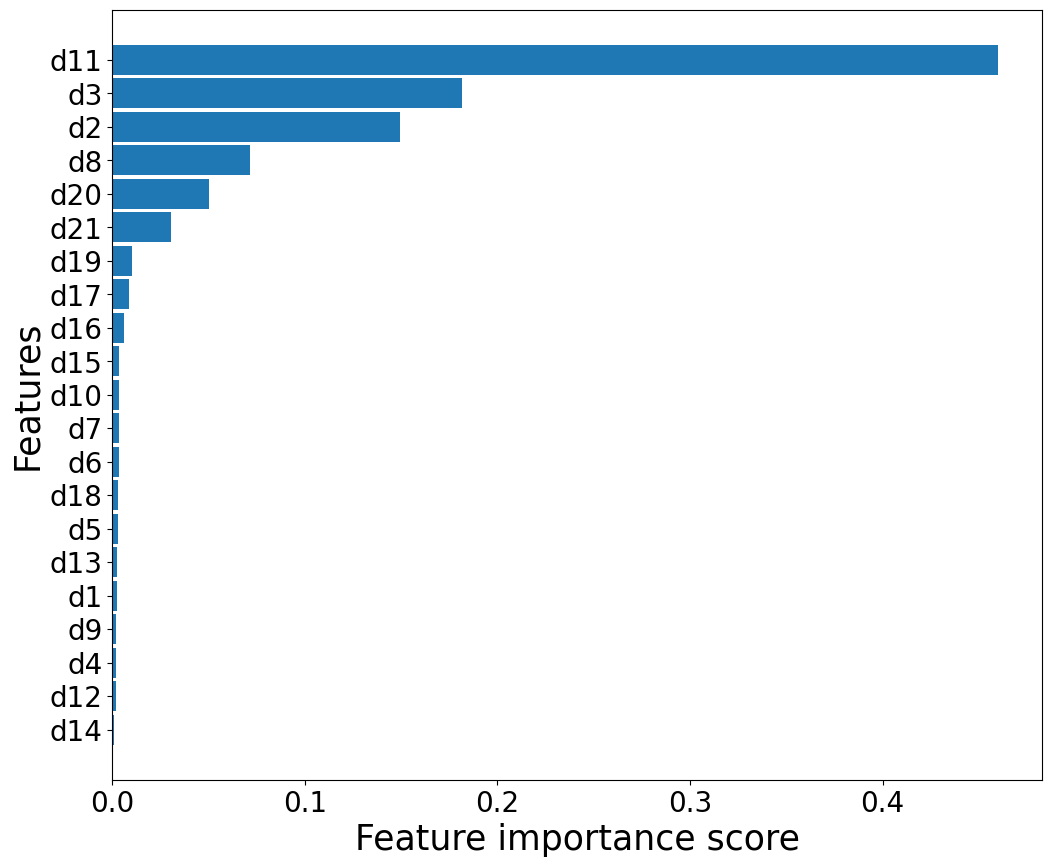 d11
d3
d2
d8
d20
d21
d19
d17
d16
d15
d10
d7
d6
d18
d5
d13
d1
d9
d4
d12
d14
Features
0.0 0.1 0.2 0.3 0.4
Feature importance score